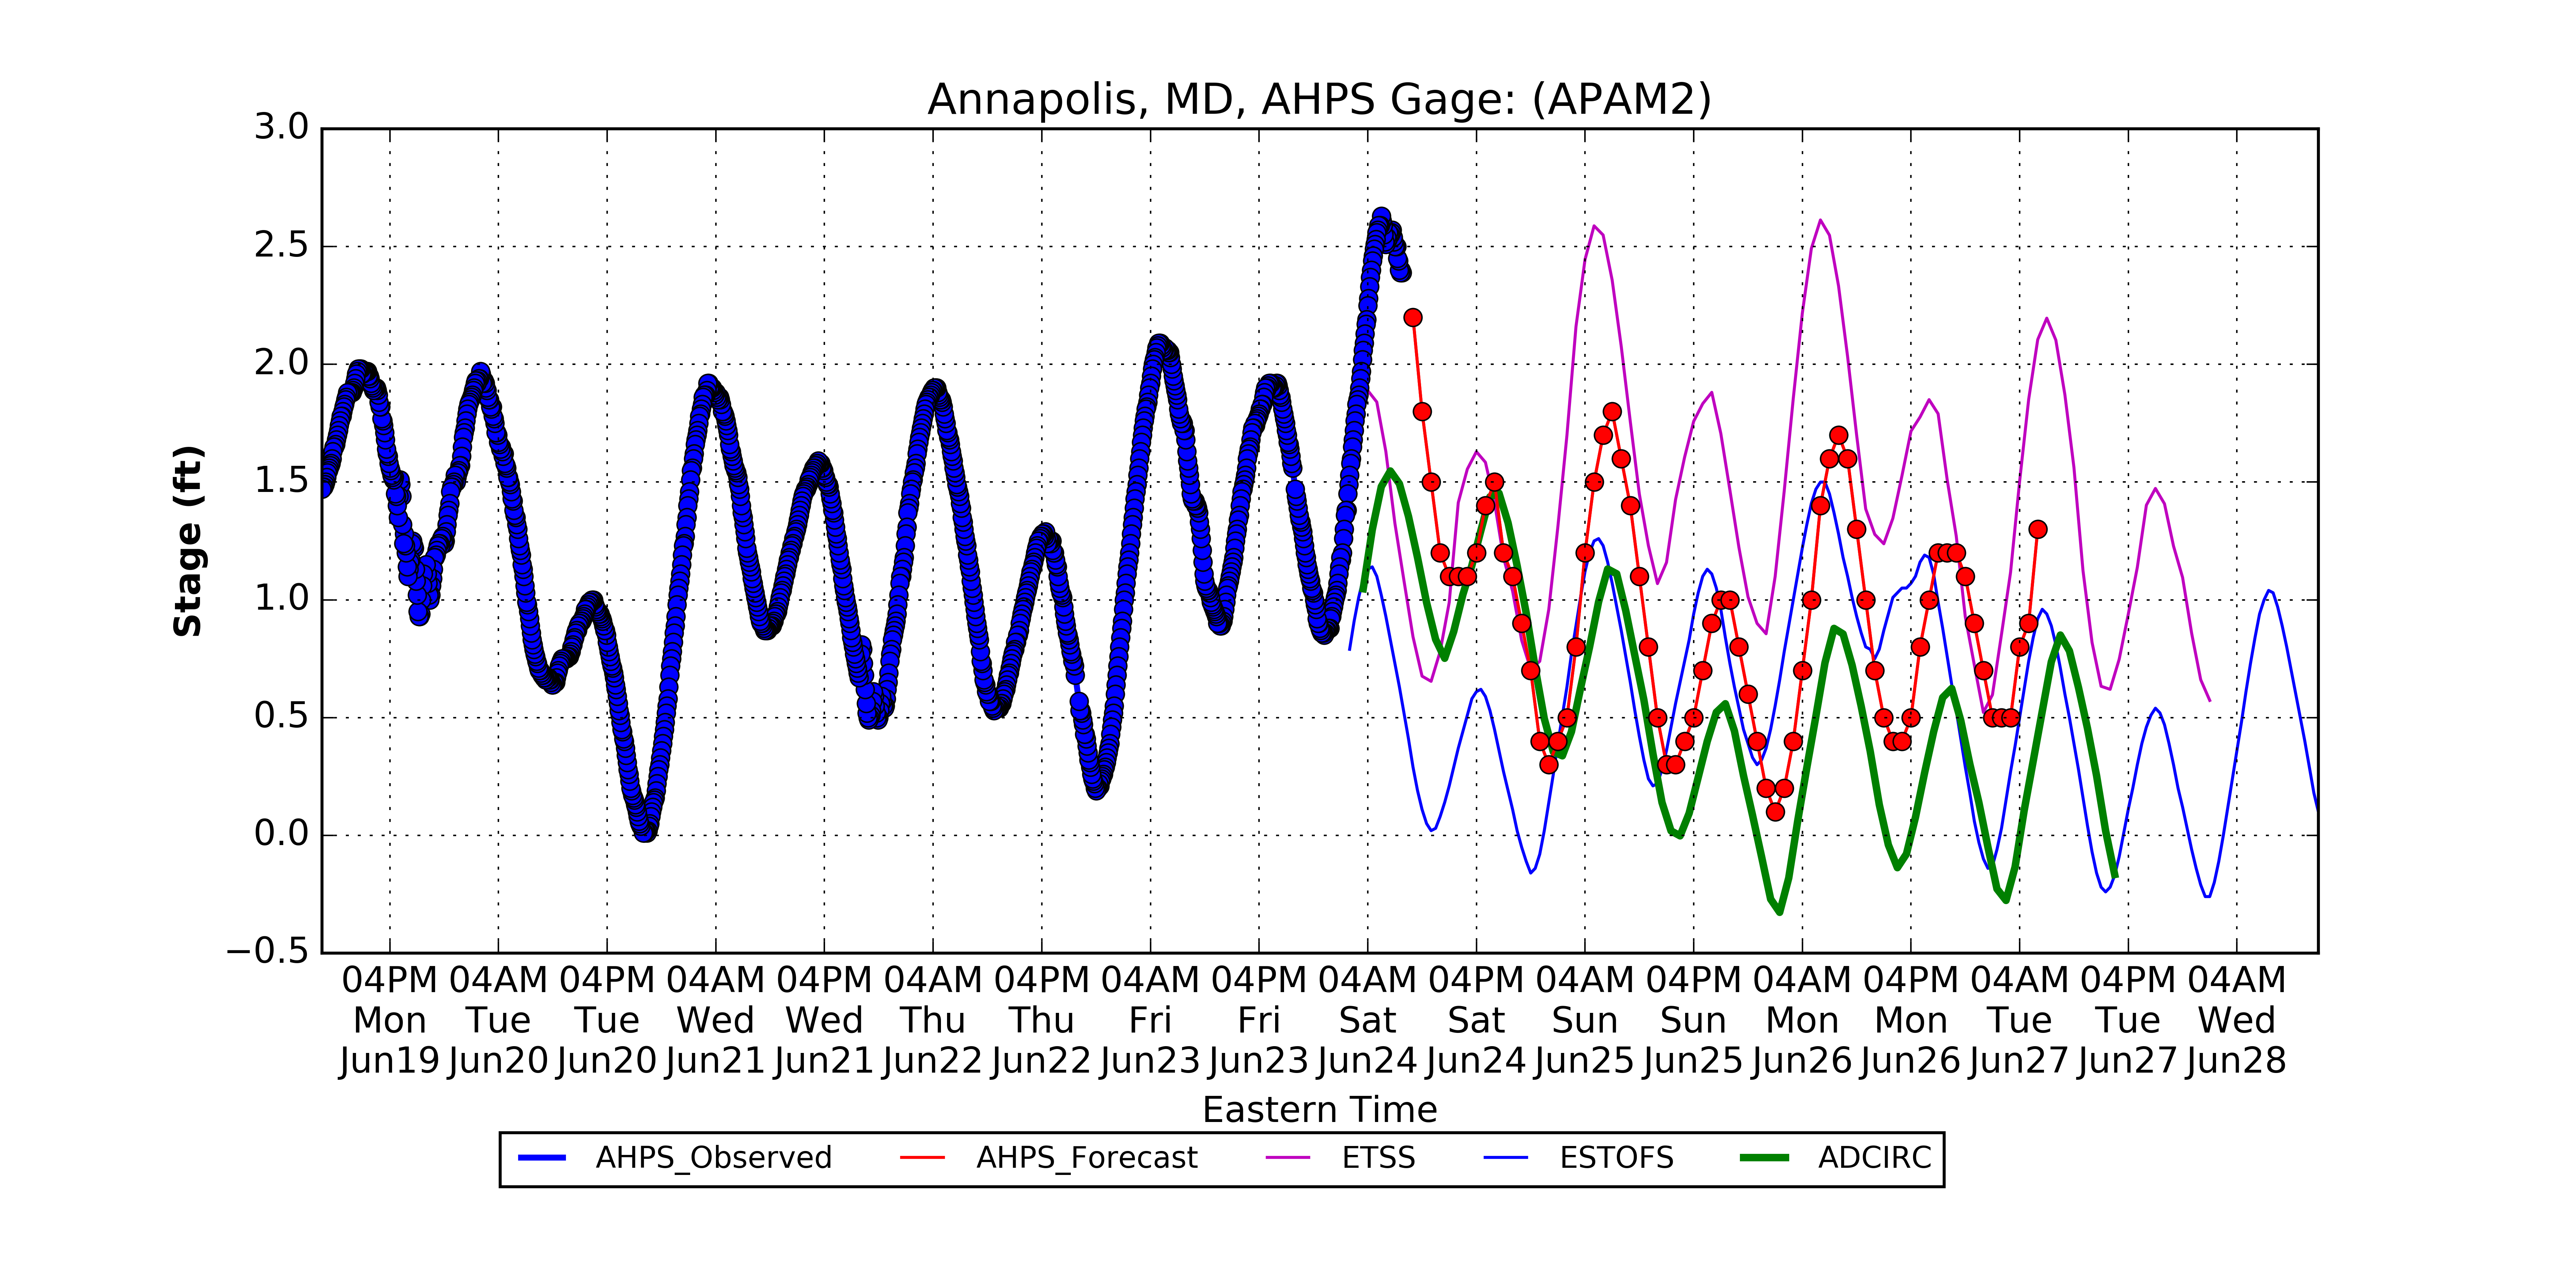 Annapolis, MD, AHPS Gage: (APAM2)
3.0
2.5
2.0
1.5
1.0
0.5
0.0
−0.5
Stage (ft)
04PM 04AM 04PM 04AM 04PM 04AM 04PM 04AM 04PM 04AM 04PM 04AM 04PM 04AM 04PM 04AM 04PM 04AM
Mon Tue Tue Wed Wed Thu Thu Fri Fri Sat Sat Sun Sun Mon Mon Tue Tue Wed
Jun19 Jun20 Jun20 Jun21 Jun21 Jun22 Jun22 Jun23 Jun23 Jun24 Jun24 Jun25 Jun25 Jun26 Jun26 Jun27 Jun27 Jun28
Eastern Time
AHPS_Observed AHPS_Forecast ETSS ESTOFS ADCIRC